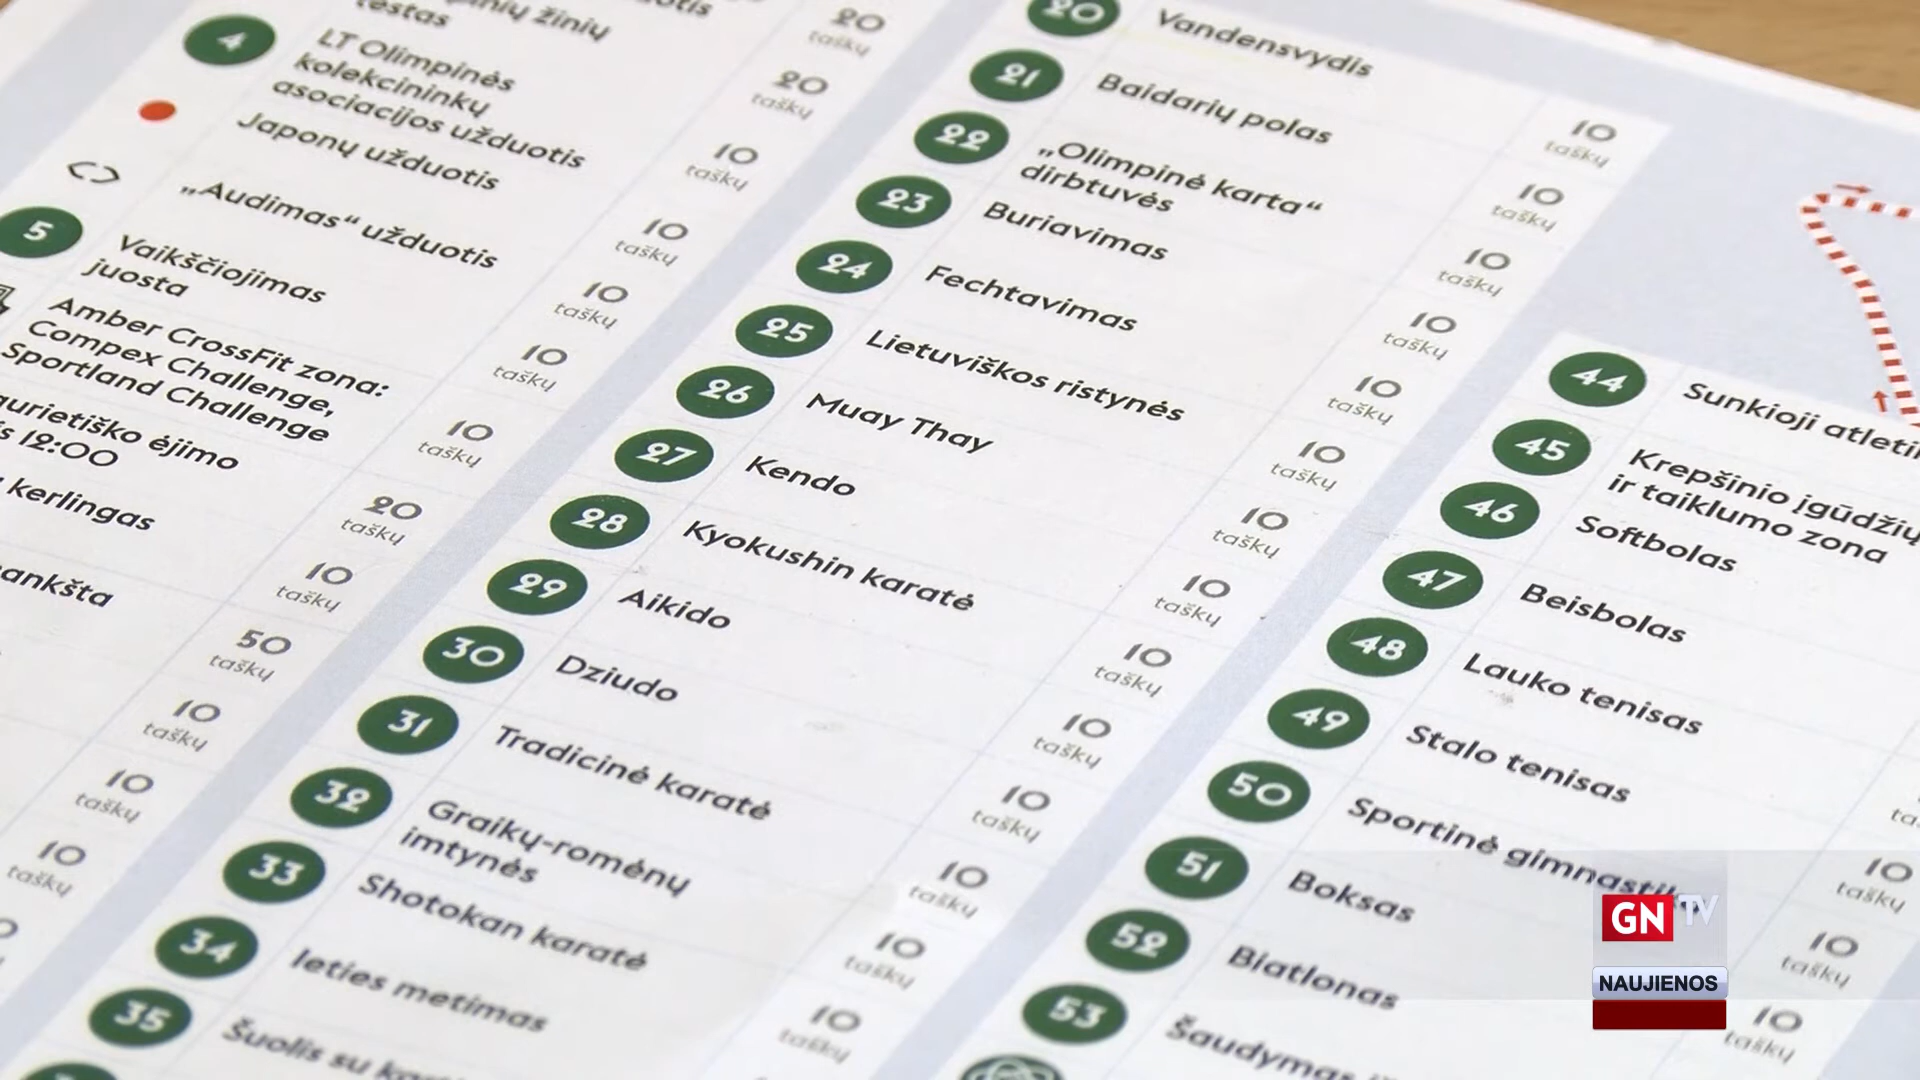 žinių
testas
20
taškų
4
LT Olimpinės
kolekcininkų
asociacijos užduotis
20
taškų
Japonų užduotis
10
taškų
„Audimas“ užduotis
10
taškų
5
Vaikščiojimas
juosta
10
taškų
Amber CrossFit zona:
Compex Challenge,
Sportland Challenge
10
taškų
ėjimo
12:00
10
taškų
kerlingas
20
taškų
10
taškų
50
taškų
10
taškų
10
taškų
10
taškų
20
Vandensvydis
10
taškų
21
Baidarių polas
10
taškų
22
„Olimpinė karta“
dirbtuvės
10
taškų
23
Buriavimas
10
taškų
24
Fechtavimas
10
taškų
25
Lietuviškos ristynės
10
taškų
26
Muay Thay
10
taškų
27
Kendo
10
taškų
28
Kyokushin karatė
10
taškų
29
Aikido
10
taškų
30
Dziudo
10
taškų
31
Tradicinė karatė
10
taškų
32
Graikų-romėnų
imtynės
10
taškų
33
Shotokan karatė
10
taškų
34
Ieties metimas
35
Šuolis su
44
Sunkioji
45
Krepšinio įgūdžių
ir taiklumo zona
46
Softbolas
47
Beisbolas
48
Lauko tenisas
49
Stalo tenisas
50
Sportinė
10
taškų
51
Boksas
10
taškų
52
Biatlonas
10
taškų
53
Šaudymas
GN TV
NAUJIENOS